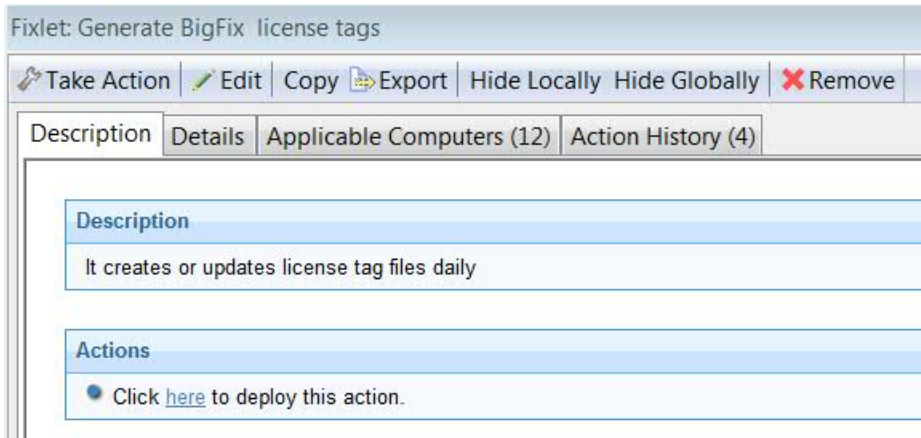 Fixlet: Generate BigFix license tags
Take Action Edit Copy Export Hide Locally Hide Globally Remove
Description Details Applicable Computers (12) Action History (4)
Description
It creates or updates license tag files daily
Actions
Click here to deploy this action.